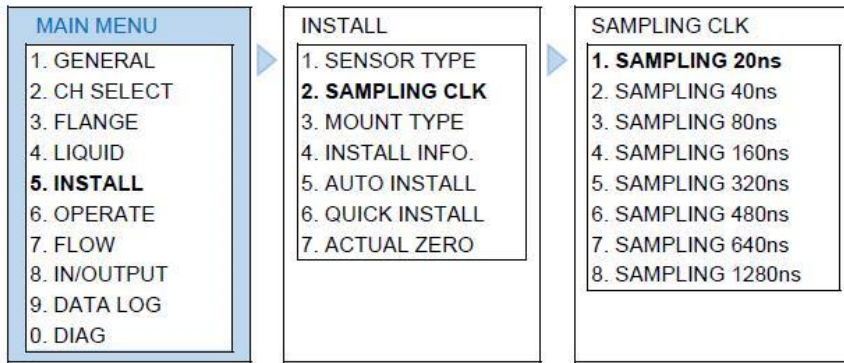 MAIN MENU
1. GENERAL
2. CH SELECT
3. FLANGE
4. LIQUID
5. INSTALL
6. OPERATE
7. FLOW
8. IN/OUTPUT
9. DATA LOG
0. DIAG
INSTALL
1. SENSOR TYPE
2. SAMPLING CLK
3. MOUNT TYPE
4. INSTALL INFO.
5. AUTO INSTALL
6. QUICK INSTALL
7. ACTUAL ZERO
SAMPLING CLK
1. SAMPLING 20ns
2. SAMPLING 40ns
3. SAMPLING 80ns
4. SAMPLING 160ns
5. SAMPLING 320ns
6. SAMPLING 480ns
7. SAMPLING 640ns
8. SAMPLING 1280ns